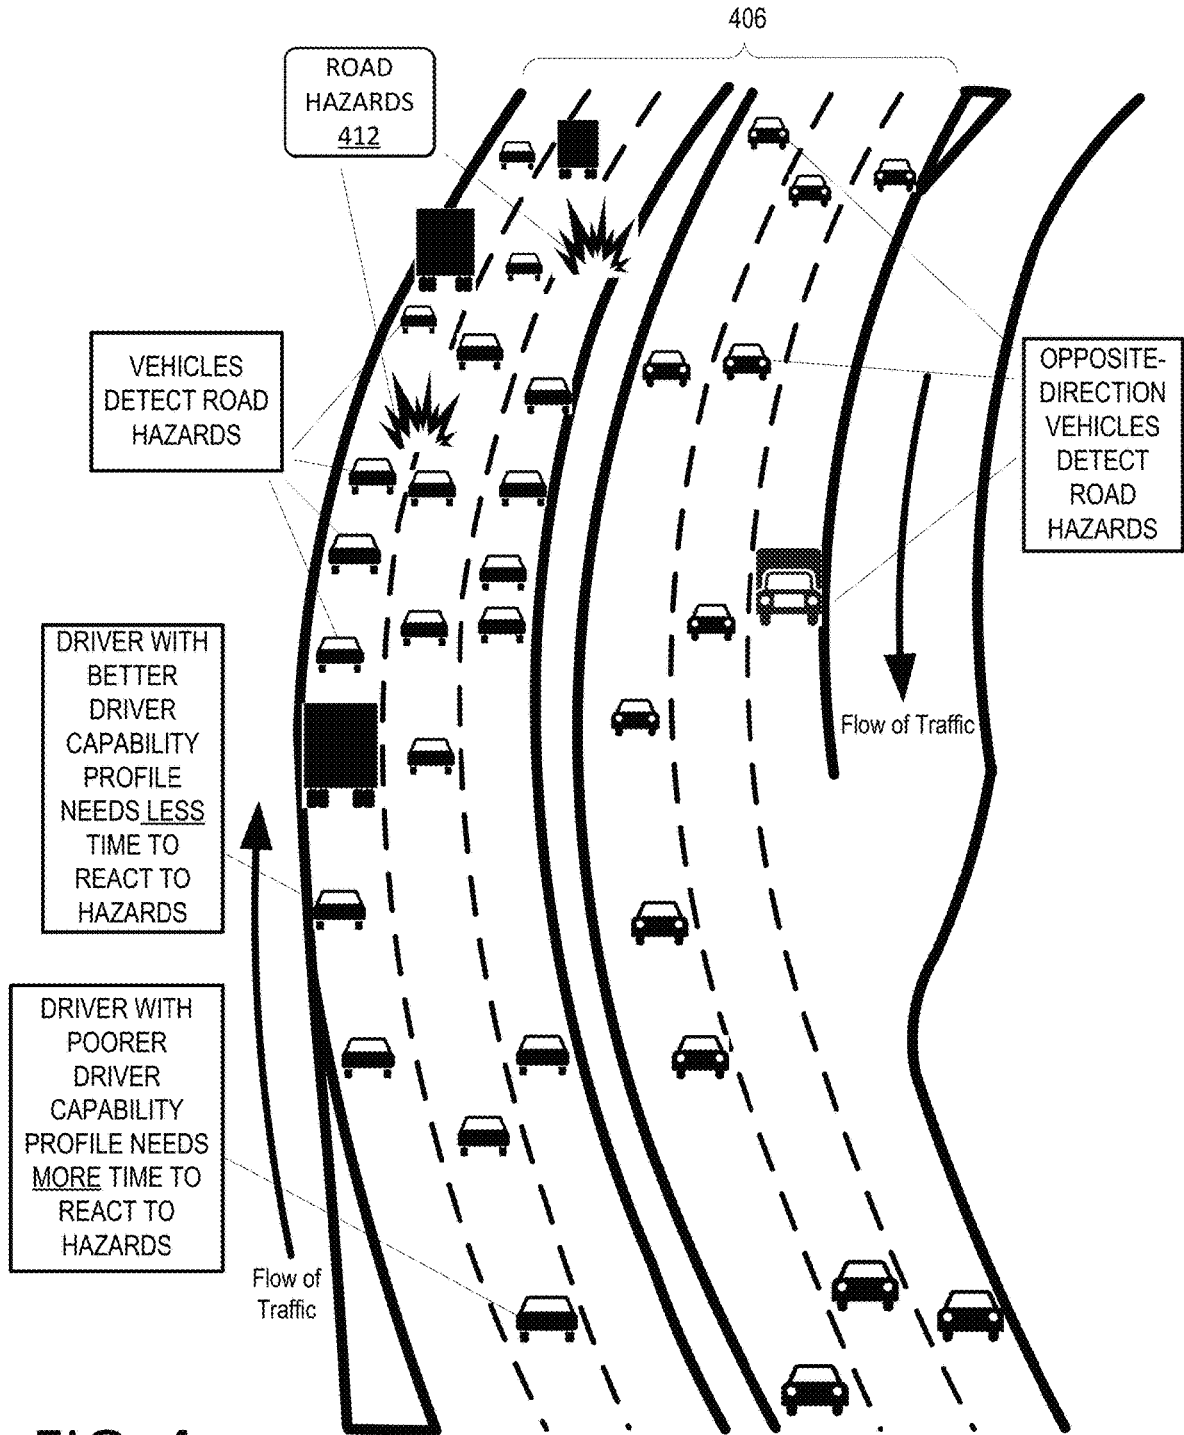 406
ROAD
HAZARDS
412
VEHICLES
DETECT ROAD
HAZARDS
OPPOSITE-
DIRECTION
VEHICLES
DETECT
ROAD
HAZARDS
DRIVER WITH
BETTER
DRIVER
CAPABILITY
PROFILE
NEEDS LESS
TIME TO
REACT TO
HAZARDS
Flow of Traffic
DRIVER WITH
POORER
DRIVER
CAPABILITY
PROFILE NEEDS
MORE TIME TO
REACT TO
HAZARDS
Flow of
Traffic